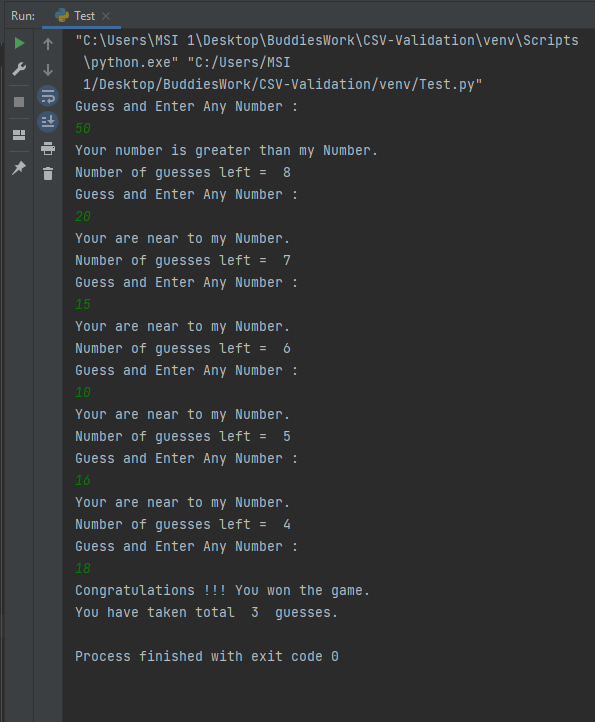 Run: Test
"C:\Users\MSI 1\Desktop\BuddiesWork\CSV-Validation\venv\Scripts
\python.exe" "C:/Users/MSI
1/Desktop/BuddiesWork/CSV-Validation/venv/Test.py"
Guess and Enter Any Number :
50
Your number is greater than my Number.
Number of guesses left =  8
Guess and Enter Any Number :
20
Your are near to my Number.
Number of guesses left =  7
Guess and Enter Any Number :
15
Your are near to my Number.
Number of guesses left =  6
Guess and Enter Any Number :
10
Your are near to my Number.
Number of guesses left =  5
Guess and Enter Any Number :
16
Your are near to my Number.
Number of guesses left =  4
Guess and Enter Any Number :
18
Congratulations !!! You won the game.
You have taken total  3  guesses.
Process finished with exit code 0